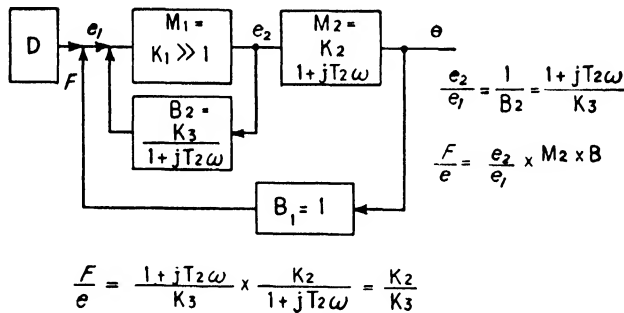 D
e₁
F
M₁ =
K₁ ≫ 1
e₂
M₂ =
K₂
1 + jT₂ω
θ
B₂ =
K₃
1 + jT₂ω
B₁ = 1
e₂/e₁ = 1/B₂ = (1 + jT₂ω)/K₃
F/e = e₂/e₁ × M₂ × B
F/e = (1 + jT₂ω)/K₃ × K₂/(1 + jT₂ω) = K₂/K₃